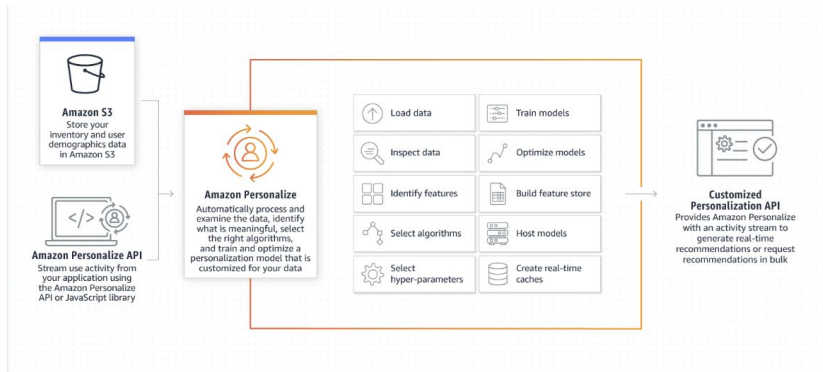 Amazon S3
Store your
inventory and user
demographics data
in Amazon S3
</>
Amazon Personalize API
Stream use activity from
your application using
the Amazon Personalize
API or JavaScript library
Amazon Personalize
Automatically process and
examine the data, identify
what is meaningful, select
the right algorithms,
and train and optimize a
personalization model that is
customized for your data
Load data
Train models
Inspect data
Optimize models
Identify features
Build feature store
Select algorithms
Host models
Select
hyper-parameters
Create real-time
caches
Customized
Personalization API
Provides Amazon Personalize
with an activity stream to
generate real-time
recommendations or request
recommendations in bulk